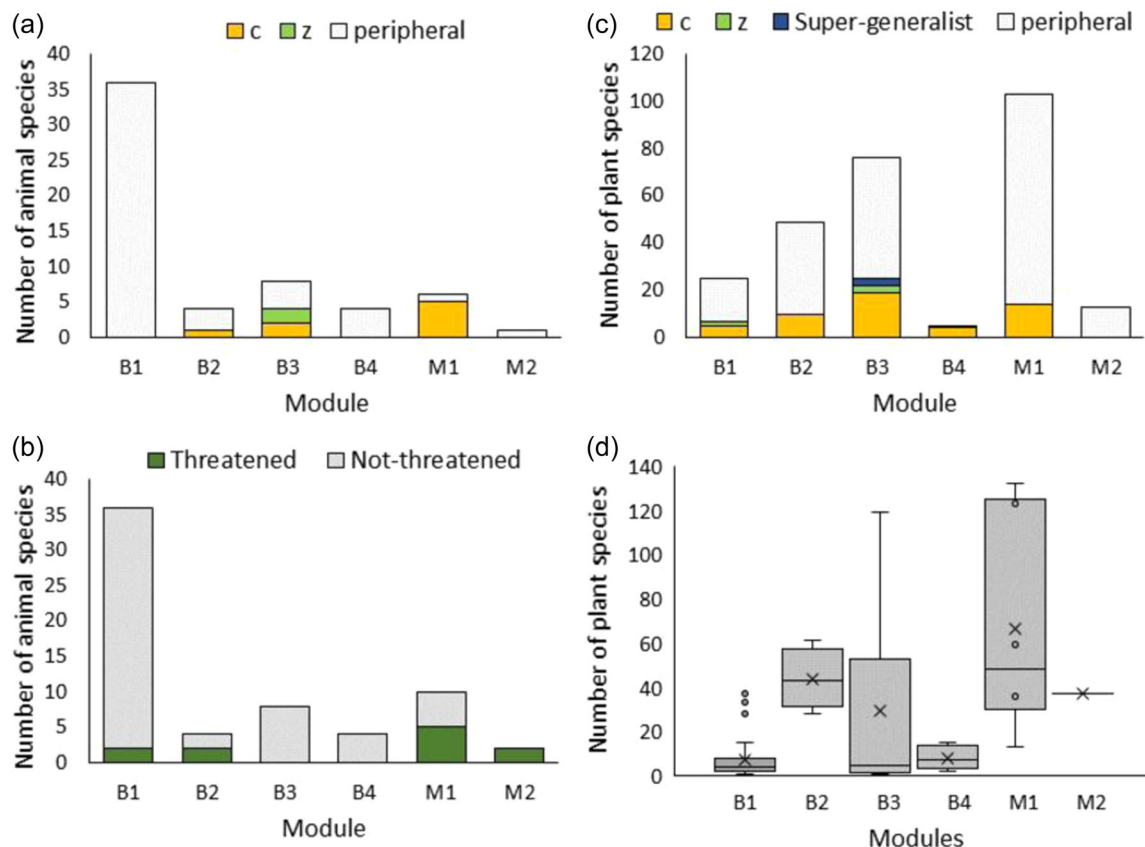 (a)
c z peripheral
Number of animal species
40
35
30
25
20
15
10
5
0
B1 B2 B3 B4 M1 M2
Module
(c)
c z Super-generalist peripheral
Number of plant species
120
100
80
60
40
20
0
B1 B2 B3 B4 M1 M2
Module
(b)
Threatened Not-threatened
Number of animal species
40
35
30
25
20
15
10
5
0
B1 B2 B3 B4 M1 M2
Module
(d)
Number of plant species
140
120
100
80
60
40
20
0
B1 B2 B3 B4 M1 M2
Modules